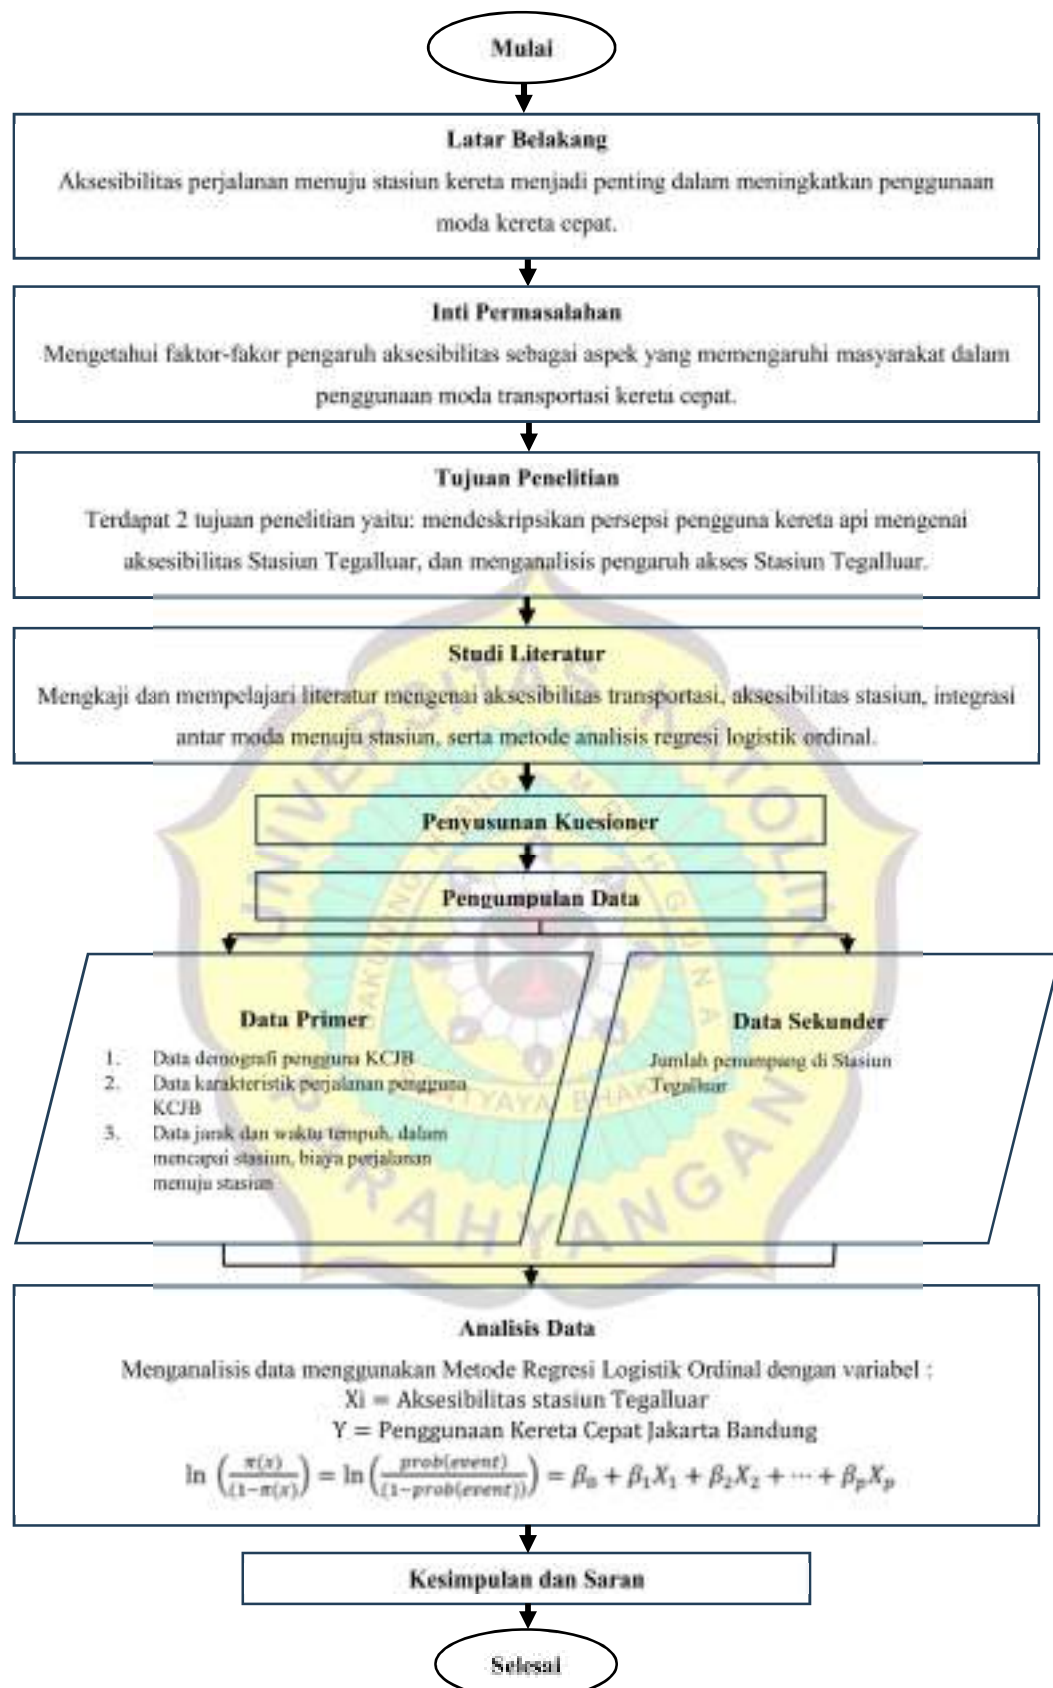 Mulai
Latar Belakang
Aksesibilitas perjalanan menuju stasiun kereta menjadi penting dalam meningkatkan penggunaan
moda kereta cepat.
Inti Permasalahan
Mengetahui faktor-fakor pengaruh aksesibilitas sebagai aspek yang memengaruhi masyarakat dalam
penggunaan moda transportasi kereta cepat.
Tujuan Penelitian
Terdapat 2 tujuan penelitian yaitu: mendeskripsikan persepsi pengguna kereta api mengenai
aksesibilitas Stasiun Tegalluar, dan menganalisis pengaruh akses Stasiun Tegalluar.
Studi Literatur
Mengkaji dan mempelajari literatur mengenai aksesibilitas transportasi, aksesibilitas stasiun, integrasi
antar moda menuju stasiun, serta metode analisis regresi logistik ordinal.
Penyusunan Kuesioner
Pengumpulan Data
Data Primer
1. Data demografi pengguna KCJB
2. Data karakteristik perjalanan pengguna
KCJB
3. Data jarak dan waktu tempuh, dalam
mencapai stasiun, biaya perjalanan
menuju stasiun
Data Sekunder
Jumlah penumpang di Stasiun
Tegalluar
UNIVERSITAS KATOLIK
PARAHYANGAN
Analisis Data
Menganalisis data menggunakan Metode Regresi Logistik Ordinal dengan variabel :
Xi = Aksesibilitas stasiun Tegalluar
Y = Penggunaan Kereta Cepat Jakarta Bandung
ln (π(x)/(1−π(x)) = ln(prob(event)/(1−prob(event))) = β₀ + β₁X₁ + β₂X₂ + ⋯ + βₚXₚ
Kesimpulan dan Saran
Selesai